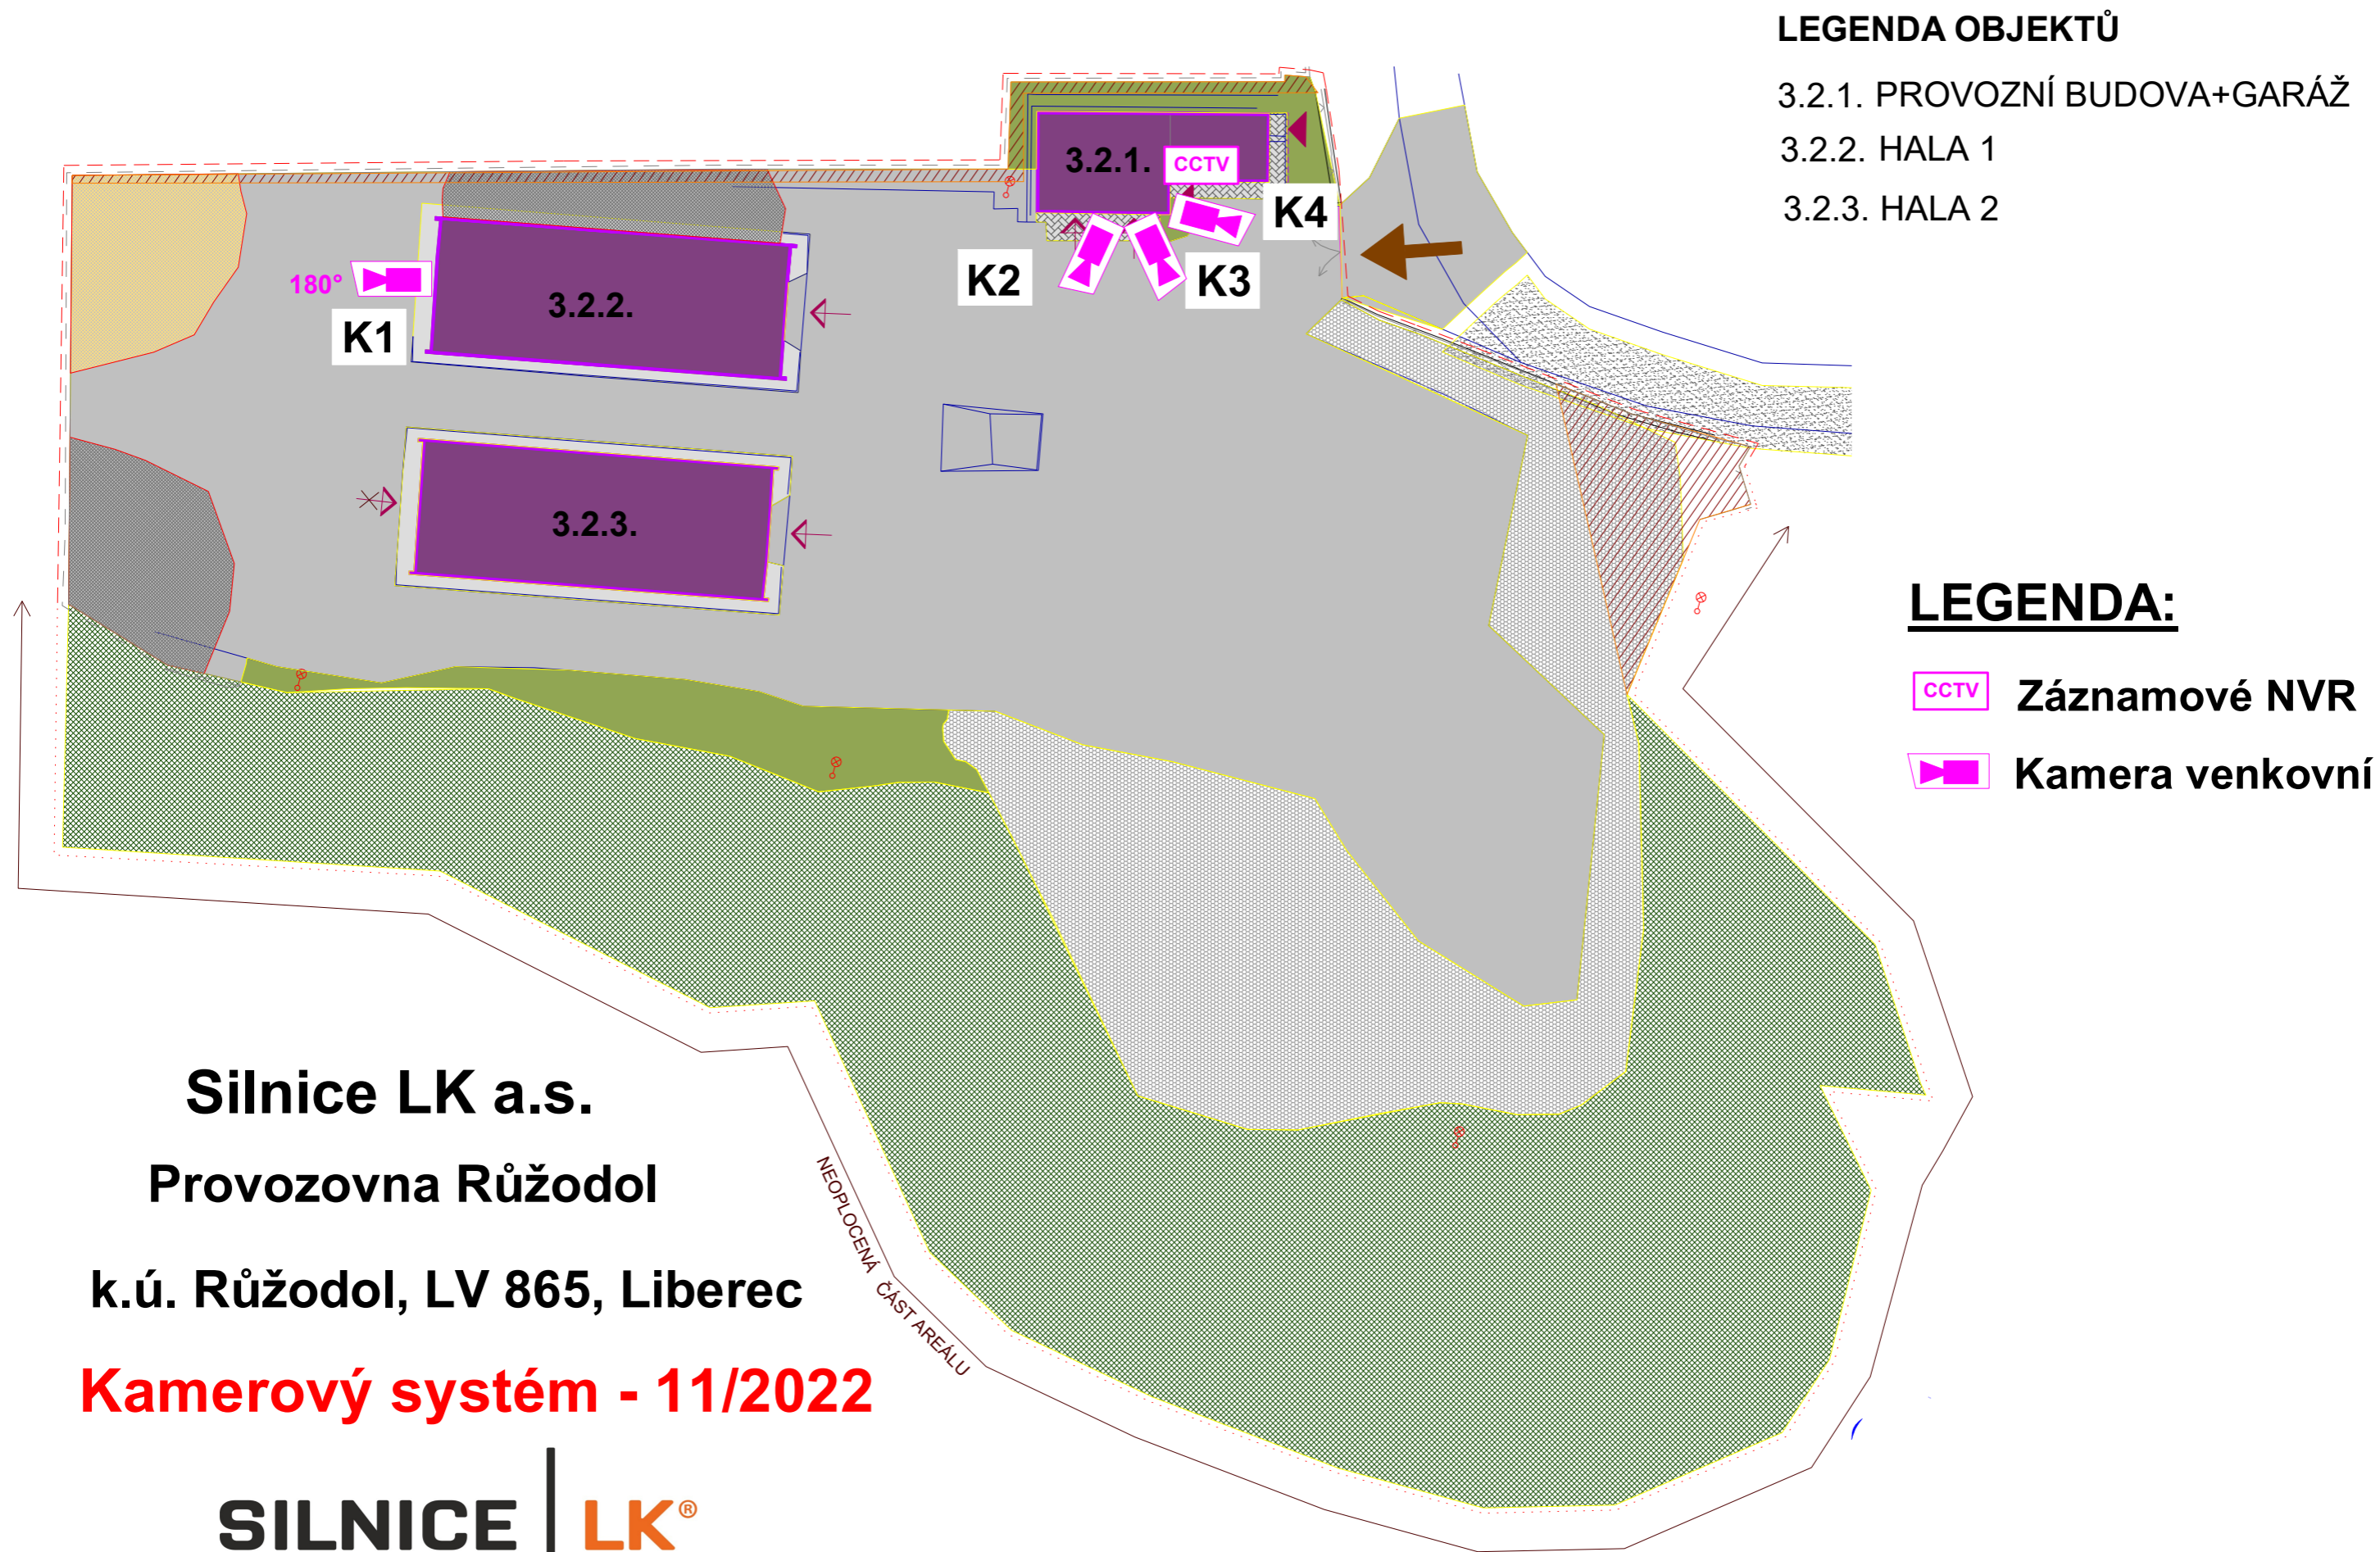 LEGENDA OBJEKTŮ
3.2.1. PROVOZNÍ BUDOVA+GARÁŽ
3.2.2. HALA 1
3.2.3. HALA 2
3.2.1.
CCTV
K4
K2
K3
180°
K1
3.2.2.
3.2.3.
LEGENDA:
CCTV Záznamové NVR
Kamera venkovní
NEOPLOCENÁ ČÁST AREÁLU
Silnice LK a.s.
Provozovna Růžodol
k.ú. Růžodol, LV 865, Liberec
Kamerový systém - 11/2022
SILNICE LK®